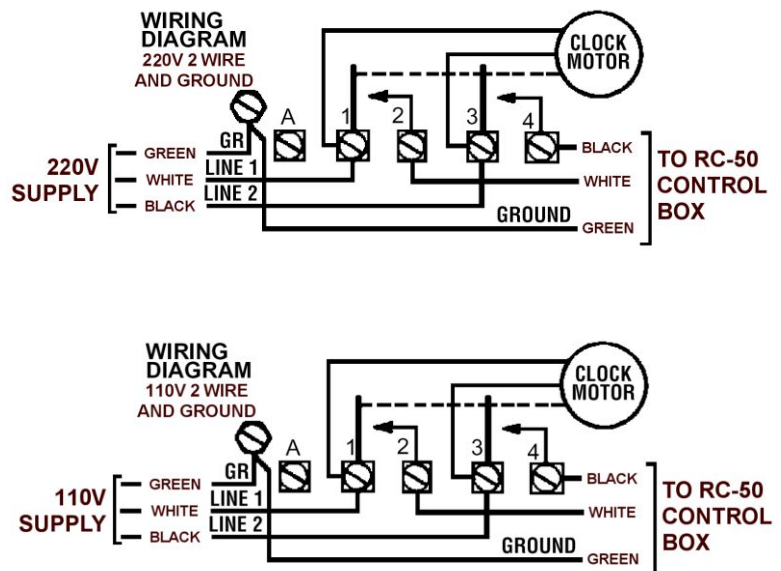 WIRING
DIAGRAM
220V 2 WIRE
AND GROUND
CLOCK
MOTOR
A
1
2
3
4
GR
GREEN
LINE 1
WHITE
LINE 2
BLACK
220V
SUPPLY
GROUND
BLACK
WHITE
GREEN
TO RC-50
CONTROL
BOX
WIRING
DIAGRAM
110V 2 WIRE
AND GROUND
CLOCK
MOTOR
A
1
2
3
4
GR
GREEN
LINE 1
WHITE
LINE 2
BLACK
110V
SUPPLY
GROUND
BLACK
WHITE
GREEN
TO RC-50
CONTROL
BOX